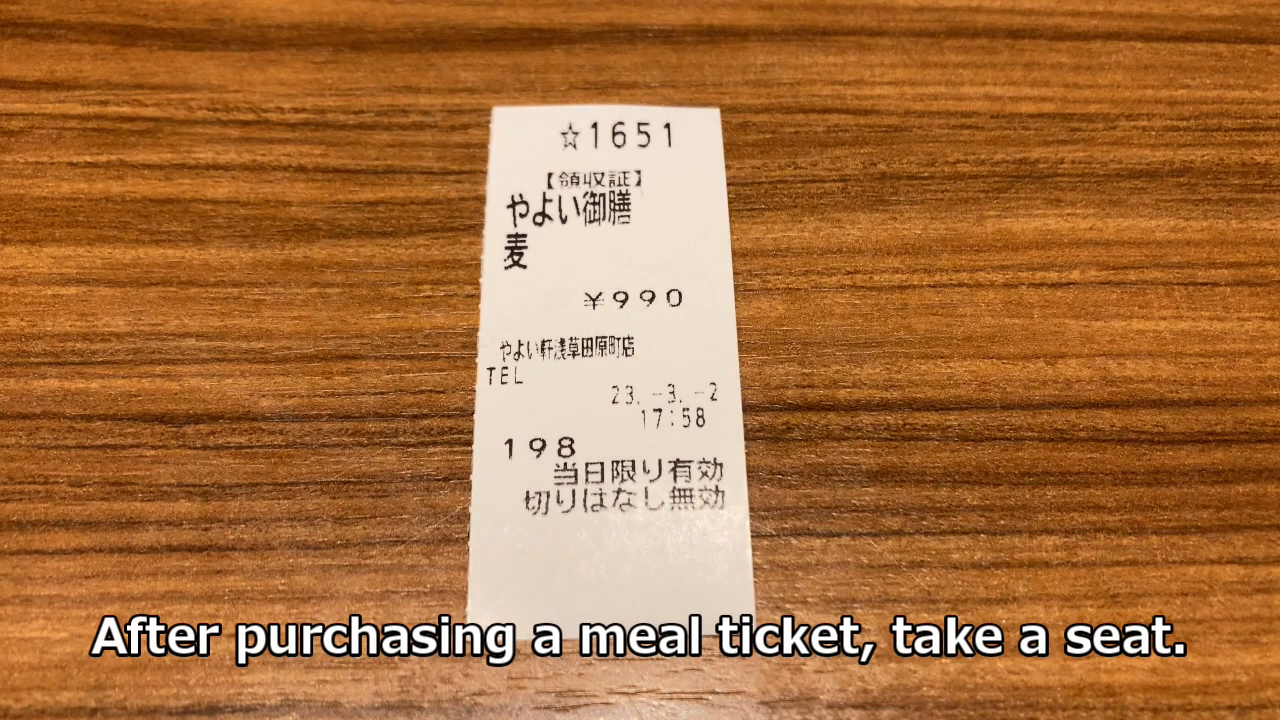 ☆1651
【領収証】
やよい御膳
麦
¥990
やよい軒浅草田原町店
TEL
23.-3.-2
17:58
198
当日限り有効
切りはなし無効
After purchasing a meal ticket, take a seat.